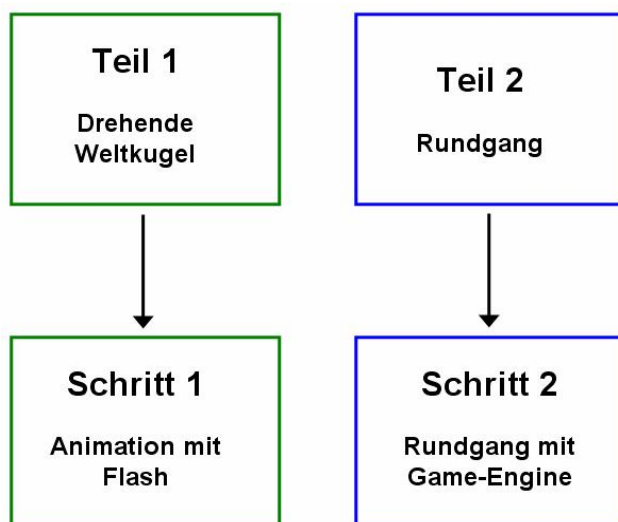 Teil 1
Drehende
Weltkugel
Teil 2
Rundgang
Schritt 1
Animation mit
Flash
Schritt 2
Rundgang mit
Game-Engine